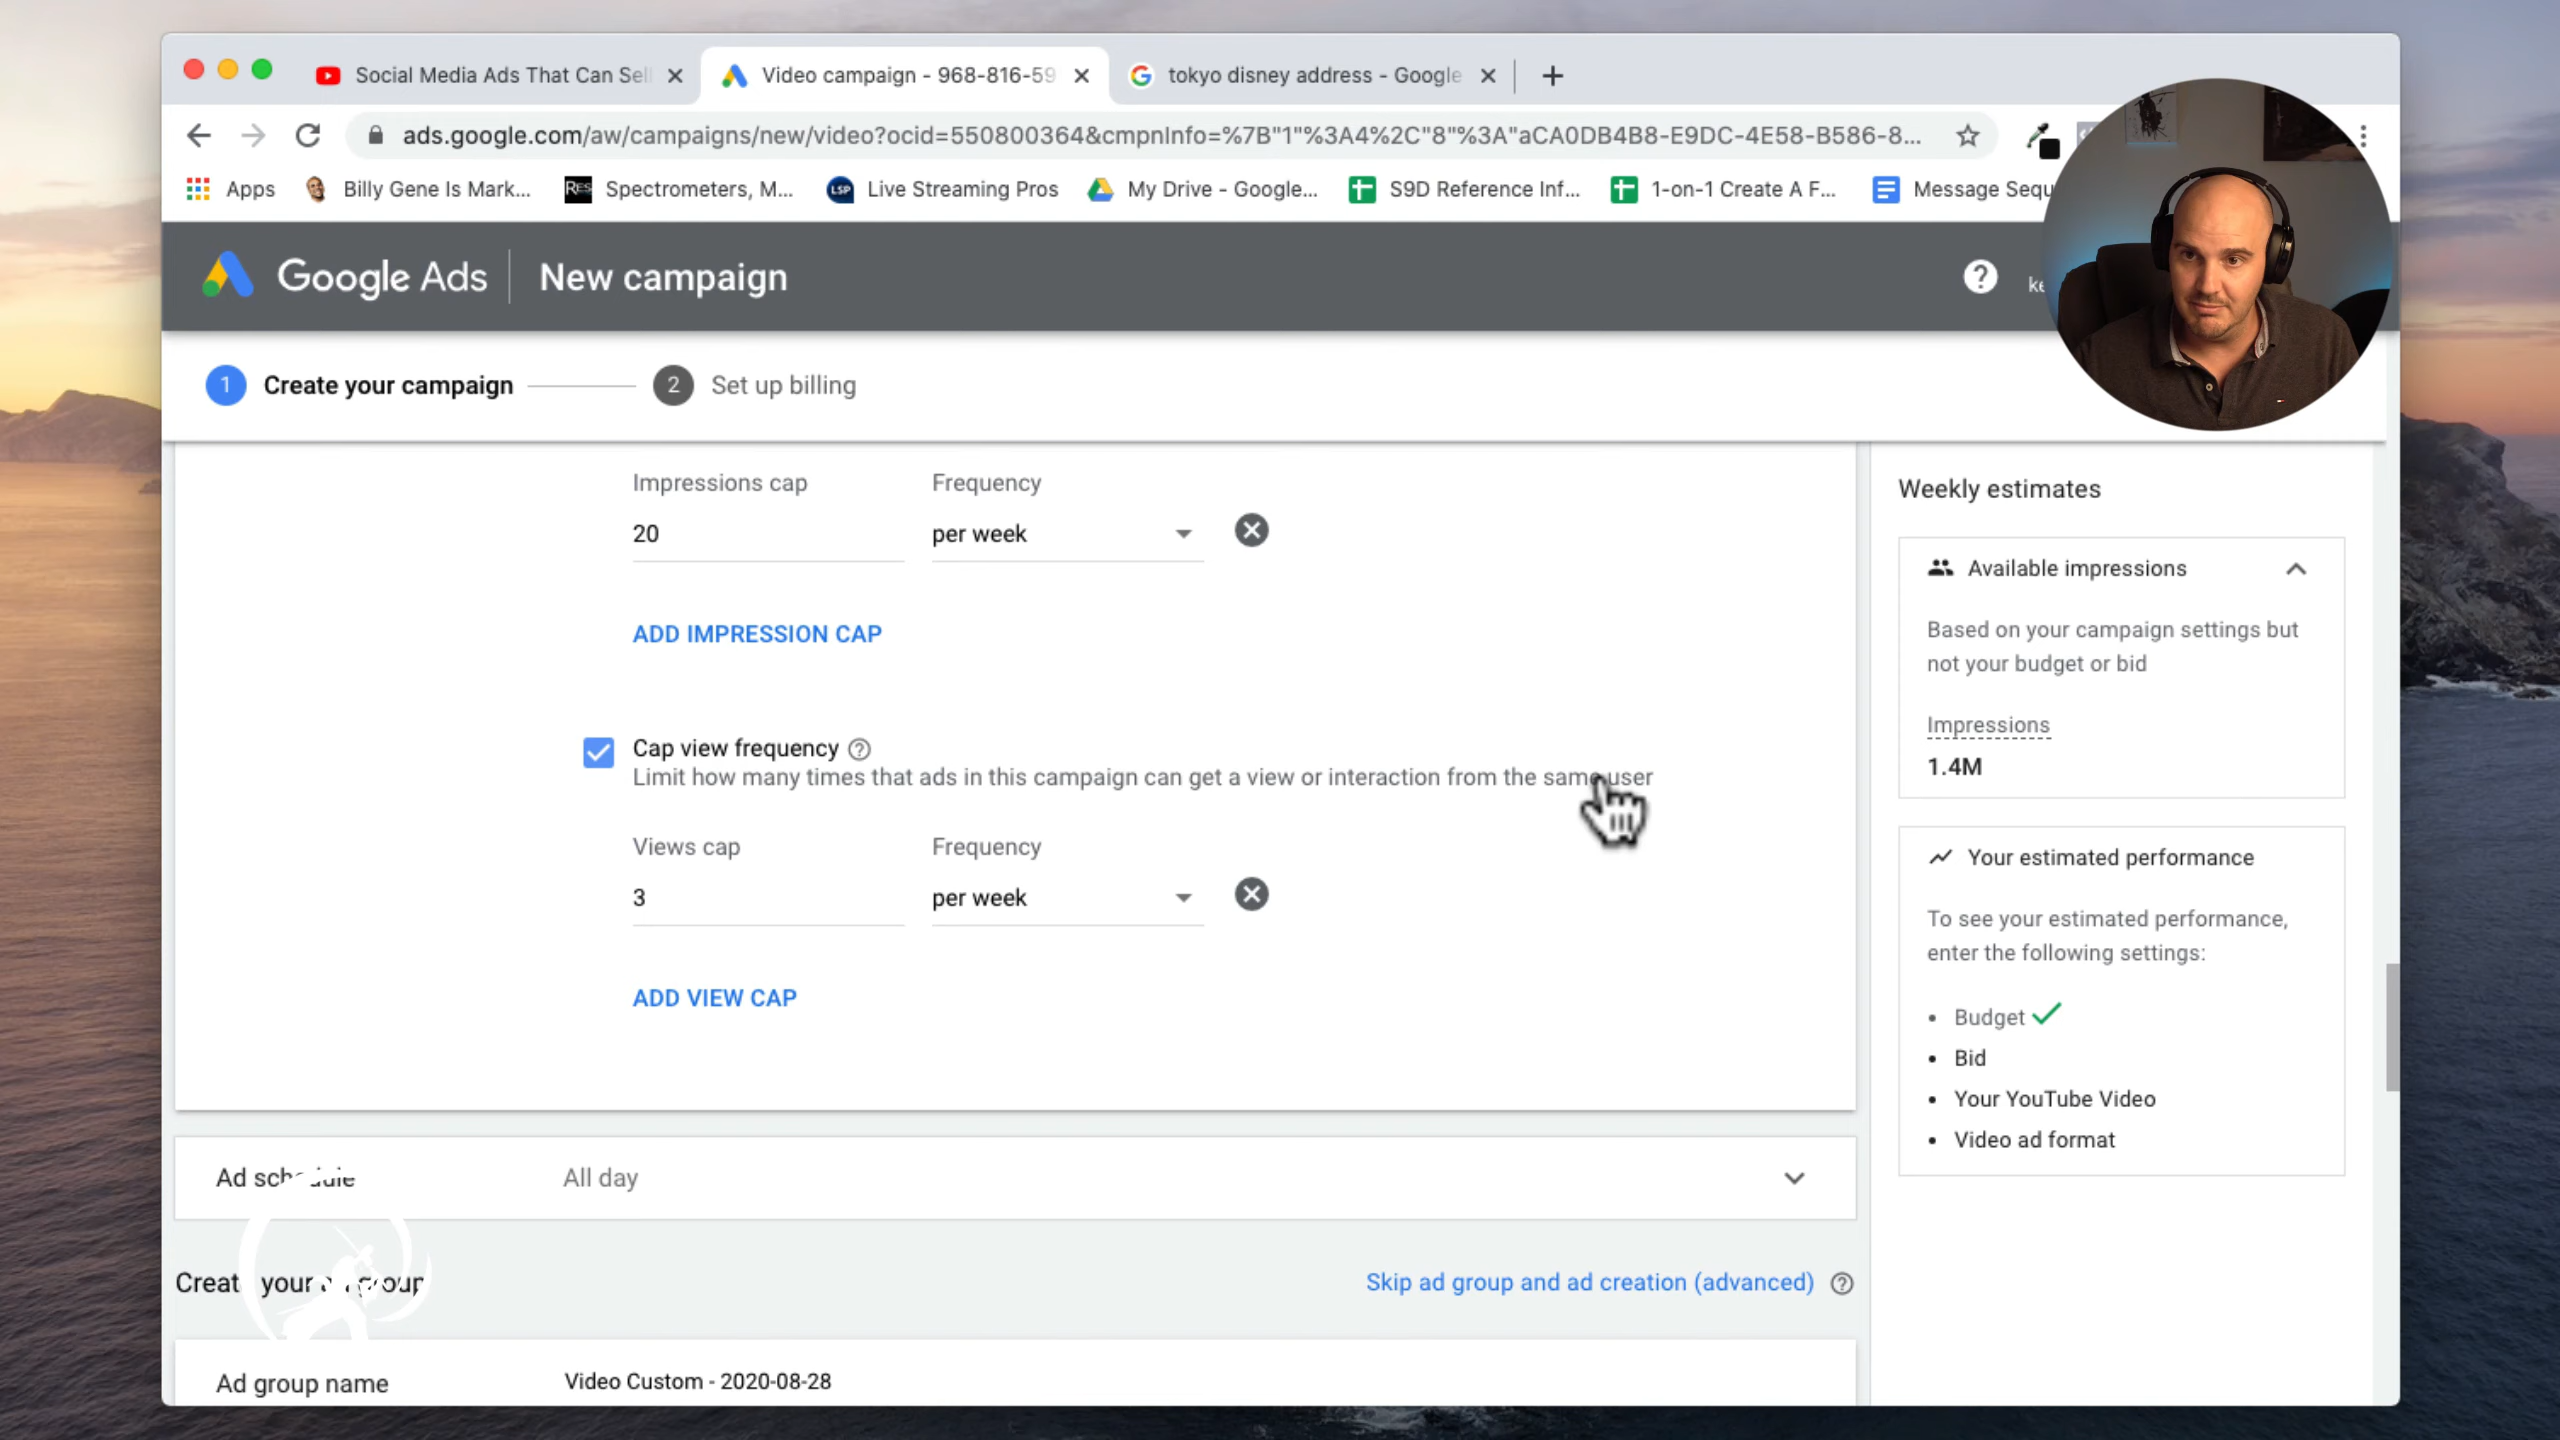 Social Media Ads That Can Sell
Video campaign - 968-816-59
tokyo disney address - Google
ads.google.com/aw/campaigns/new/video?ocid=550800364&cmpnInfo=%7B"1"%3A4%2C"8"%3A"aCA0DB4B8-E9DC-4E58-B586-8...
Apps
Billy Gene Is Mark...
RES
Spectrometers, M...
LSP
Live Streaming Pros
My Drive - Google...
S9D Reference Inf...
1-on-1 Create A F...
Message Sequ
Google Ads
New campaign
ke
1 Create your campaign
2 Set up billing
Impressions cap
Frequency
20
per week
ADD IMPRESSION CAP
Cap view frequency
Limit how many times that ads in this campaign can get a view or interaction from the same user
Views cap
Frequency
3
per week
ADD VIEW CAP
Ad schedule
All day
Create your ad group
Skip ad group and ad creation (advanced)
Ad group name
Video Custom - 2020-08-28
Weekly estimates
Available impressions
Based on your campaign settings but
not your budget or bid
Impressions
1.4M
Your estimated performance
To see your estimated performance,
enter the following settings:
• Budget
• Bid
• Your YouTube Video
• Video ad format